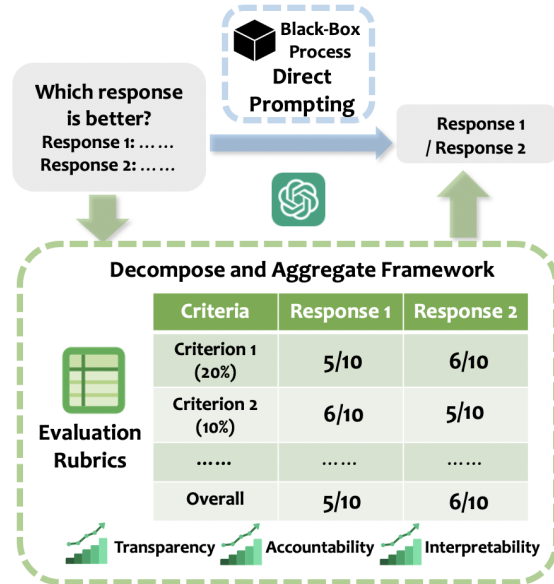 Black-Box
Process
Direct
Prompting
Which response
is better?
Response 1: ... ...
Response 2: ... ...
Response 1
/ Response 2
Decompose and Aggregate Framework
Evaluation
Rubrics
Criteria Response 1 Response 2
Criterion 1
(20%) 5/10 6/10
Criterion 2
(10%) 6/10 5/10
...... ...... ......
Overall 5/10 6/10
Transparency Accountability Interpretability